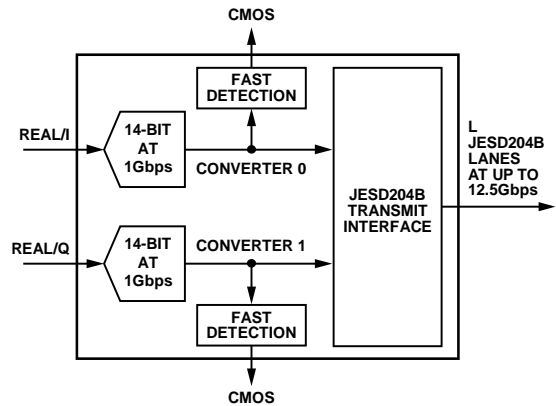 CMOS
FAST
DETECTION
REAL/I
14-BIT
AT
1Gbps
CONVERTER 0
L
JESD204B
LANES
AT UP TO
12.5Gbps
JESD204B
TRANSMIT
INTERFACE
REAL/Q
14-BIT
AT
1Gbps
CONVERTER 1
FAST
DETECTION
CMOS